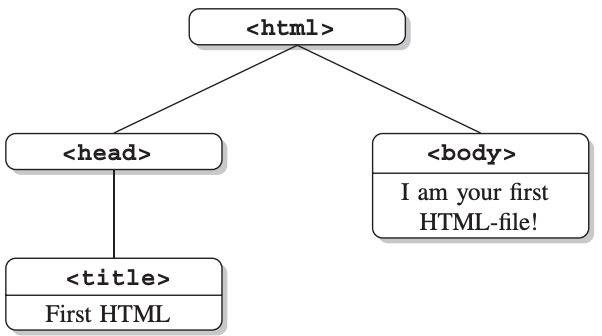 <html>
<head>
<body>
I am your first
HTML-file!
<title>
First HTML